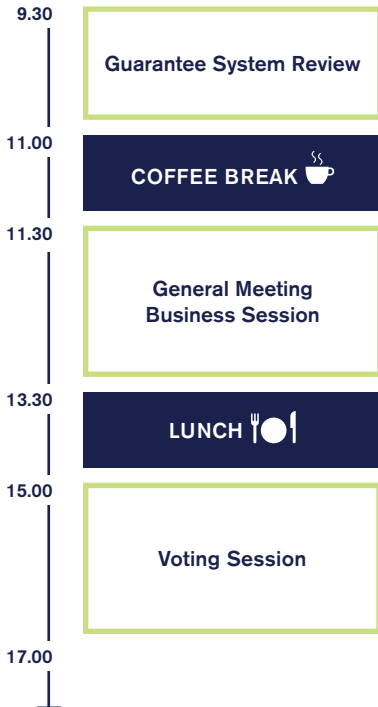 9.30
Guarantee System Review
11.00
COFFEE BREAK
11.30
General Meeting
Business Session
13.30
LUNCH
15.00
Voting Session
17.00